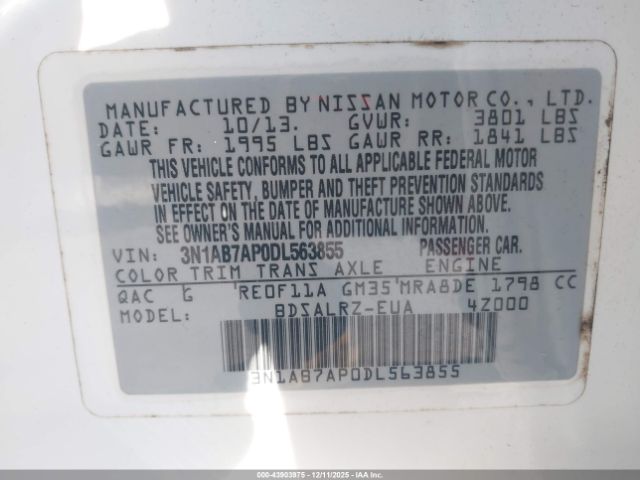 MANUFACTURED BY NISSAN MOTOR CO., LTD.
DATE: 10/13. GVWR: 3801 LBS
GAWR FR: 1995 LBS GAWR RR: 1841 LBS
THIS VEHICLE CONFORMS TO ALL APPLICABLE FEDERAL MOTOR
VEHICLE SAFETY, BUMPER AND THEFT PREVENTION STANDARDS
IN EFFECT ON THE DATE OF MANUFACTURE SHOWN ABOVE.
SEE OWNER'S MANUAL FOR ADDITIONAL INFORMATION.
VIN: 3N1AB7AP0DL563855 PASSENGER CAR.
COLOR TRIM TRANS AXLE ENGINE
QAC G RE0F11A GM35 MRA8DE 1798 CC
BDSALRZ-EUA 4Z000
3N1AB7AP0DL563855
000-43903975 - 12/11/2025 - IAAI.COM